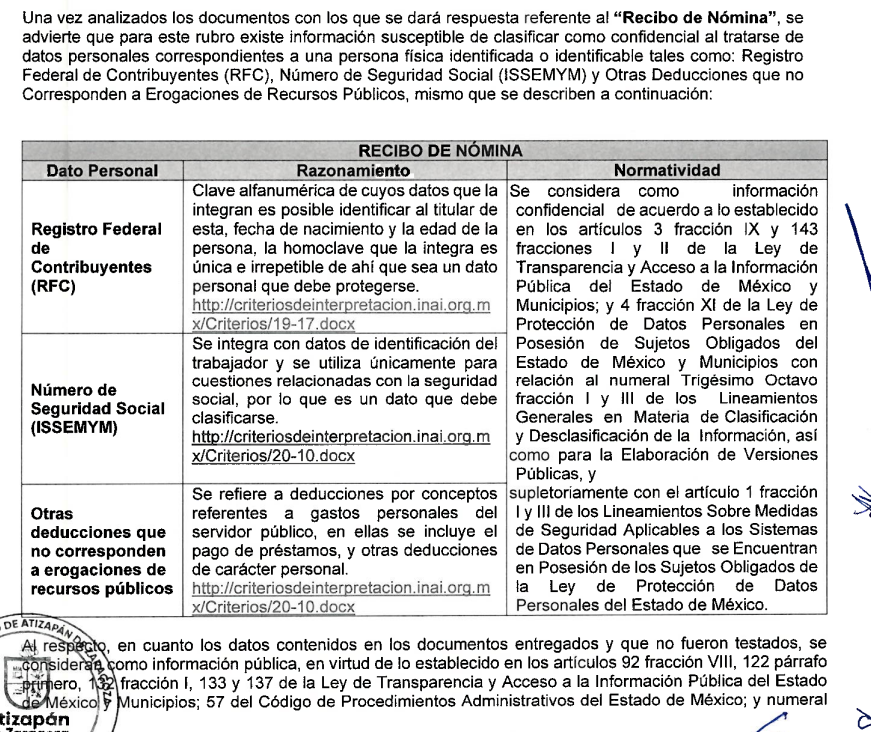 Una vez analizados los documentos con los que se dará respuesta referente al “Recibo de Nómina”, se
advierte que para este rubro existe información susceptible de clasificar como confidencial al tratarse de
datos personales correspondientes a una persona física identificada o identificable tales como: Registro
Federal de Contribuyentes (RFC), Número de Seguridad Social (ISSEMYM) y Otras Deducciones que no
Corresponden a Erogaciones de Recursos Públicos, mismo que se describen a continuación:
RECIBO DE NÓMINA
Dato Personal
Razonamiento
Normatividad
Registro Federal
de
Contribuyentes
(RFC)
Clave alfanumérica de cuyos datos que la
integran es posible identificar al titular de
esta, fecha de nacimiento y la edad de la
persona, la homoclave que la integra es
única e irrepetible de ahí que sea un dato
personal que debe protegerse.
http://criteriosdeinterpretacion.inai.org.m
x/Criterios/19-17.docx
Número de
Seguridad Social
(ISSEMYM)
Se integra con datos de identificación del
trabajador y se utiliza únicamente para
cuestiones relacionadas con la seguridad
social, por lo que es un dato que debe
clasificarse.
http://criteriosdeinterpretacion.inai.org.m
x/Criterios/20-10.docx
Otras
deducciones que
no corresponden
a erogaciones de
recursos públicos
Se refiere a deducciones por conceptos
referentes a gastos personales del
servidor público, en ellas se incluye el
pago de préstamos, y otras deducciones
de carácter personal.
http://criteriosdeinterpretacion.inai.org.m
x/Criterios/20-10.docx
Se considera como información
confidencial de acuerdo a lo establecido
en los artículos 3 fracción IX y 143
fracciones I y II de la Ley de
Transparencia y Acceso a la Información
Pública del Estado de México y
Municipios; y 4 fracción XI de la Ley de
Protección de Datos Personales en
Posesión de Sujetos Obligados del
Estado de México y Municipios con
relación al numeral Trigésimo Octavo
fracción I y III de los Lineamientos
Generales en Materia de Clasificación
y Desclasificación de la Información, así
como para la Elaboración de Versiones
Públicas, y
supletoriamente con el artículo 1 fracción
I y III de los Lineamientos Sobre Medidas
de Seguridad Aplicables a los Sistemas
de Datos Personales que se Encuentran
en Posesión de los Sujetos Obligados de
la Ley de Protección de Datos
Personales del Estado de México.
Al respecto, en cuanto los datos contenidos en los documentos entregados y que no fueron testados, se
considera como información pública, en virtud de lo establecido en los artículos 92 fracción VIII, 122 párrafo
primero, fracción I, 133 y 137 de la Ley de Transparencia y Acceso a la Información Pública del Estado
de México y Municipios; 57 del Código de Procedimientos Administrativos del Estado de México; y numeral
DE ATIZAPÁN DE ZARAGOZA
tizapán